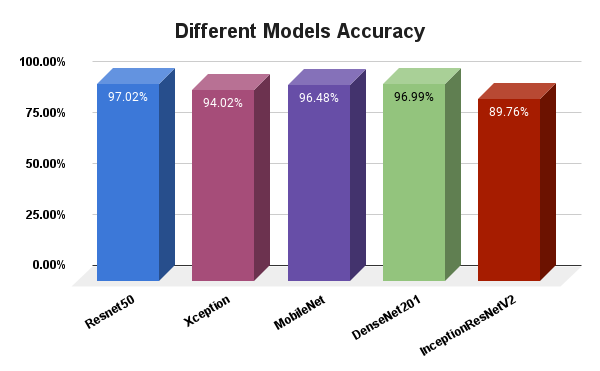 Different Models Accuracy
100.00%
75.00%
50.00%
25.00%
0.00%
97.02%
94.02%
96.48%
96.99%
89.76%
Resnet50
Xception
MobileNet
DenseNet201
InceptionResNetV2